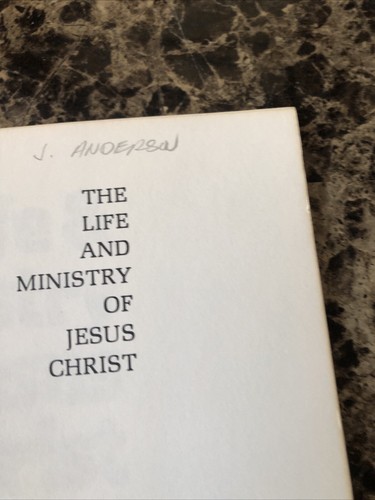 J. ANDERSON
THE
LIFE
AND
MINISTRY
OF
JESUS
CHRIST